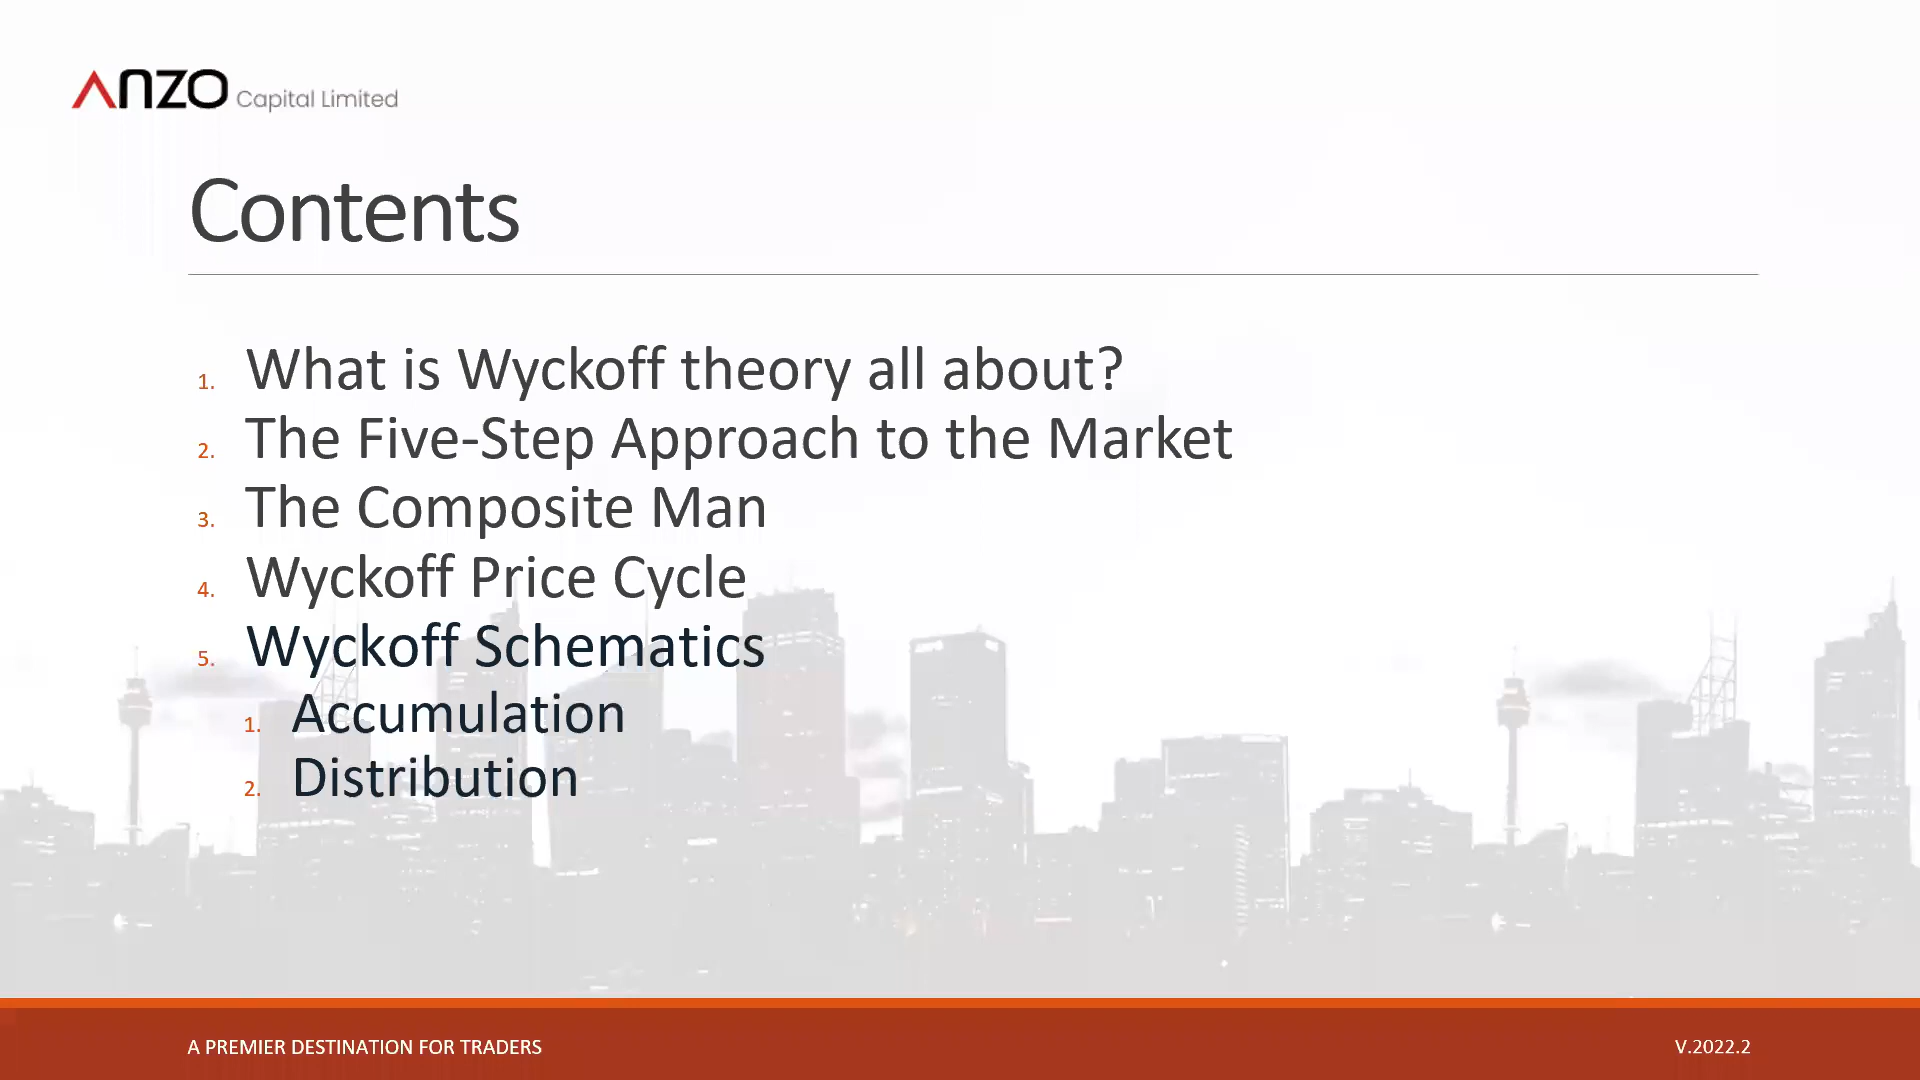 ANZO Capital Limited
Contents
1. What is Wyckoff theory all about?
2. The Five-Step Approach to the Market
3. The Composite Man
4. Wyckoff Price Cycle
5. Wyckoff Schematics
1. Accumulation
2. Distribution
A PREMIER DESTINATION FOR TRADERS
V.2022.2